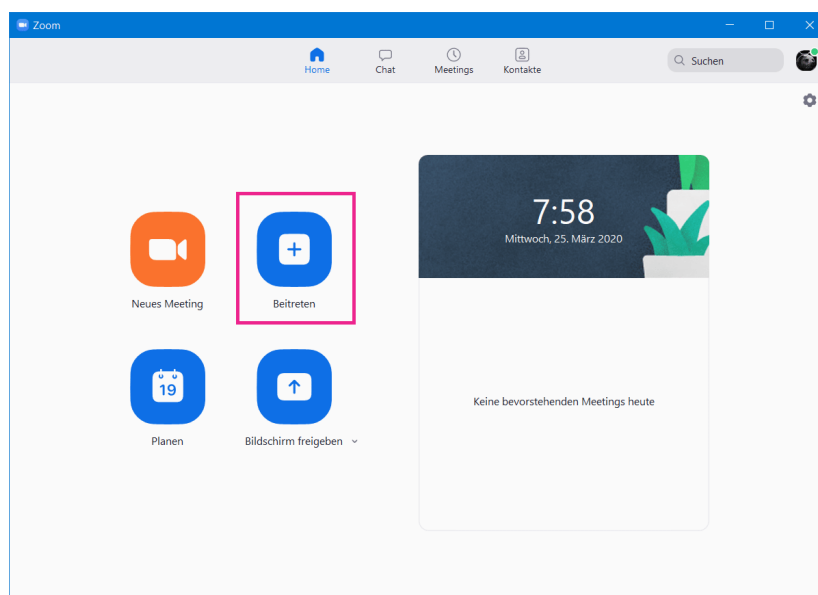 Zoom
Home
Chat
Meetings
Kontakte
Suchen
7:58
Mittwoch, 25. März 2020
Neues Meeting
Beitreten
19
Planen
Bildschirm freigeben
Keine bevorstehenden Meetings heute